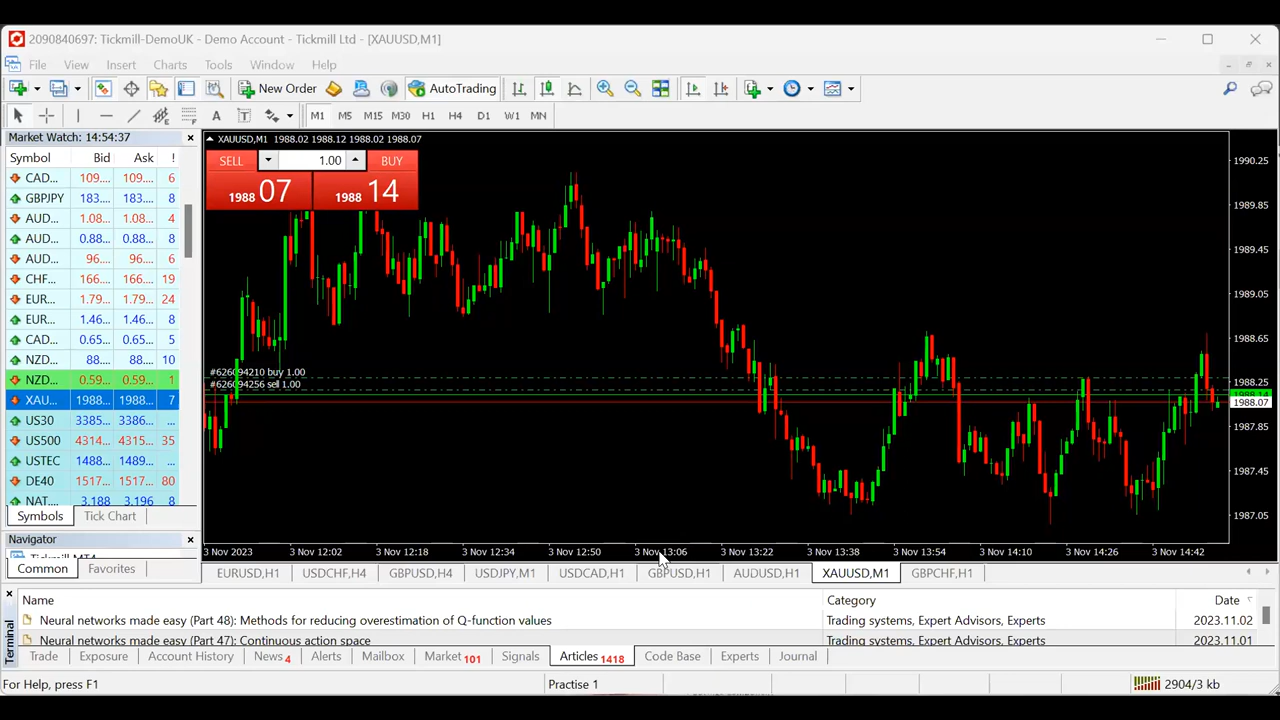 2090840697: Tickmill-DemoUK - Demo Account - Tickmill Ltd - [XAUUSD,M1]
File View Insert Charts Tools Window Help
New Order AutoTrading
M1 M5 M15 M30 H1 H4 D1 W1 MN
Market Watch: 14:54:37
Symbol Bid Ask !
CAD... 109.... 109.... 6
GBPJPY 183.... 183.... 8
AUD... 1.08... 1.08... 4
AUD... 0.88... 0.88... 8
AUD... 96.... 96.... 6
CHF... 166.... 166.... 19
EUR... 1.79... 1.79... 24
EUR... 1.46... 1.46... 8
CAD... 0.65... 0.65... 5
NZD... 88.... 88.... 10
NZD... 0.59... 0.59... 1
XAU... 1988... 1988... 7
US30 3385... 3386... ...
US500 4314... 4315... 35
USTEC 1488... 1489... ...
DE40 1517... 1517... 80
NAT... 3.188 3.196 8
Symbols Tick Chart
Navigator
Tickmill MT4
Common Favorites
XAUUSD,M1 1988.02 1988.12 1988.02 1988.07
SELL 1.00 BUY
1988 07 1988 14
#626094210 buy 1.00
#626094256 sell 1.00
1990.25
1989.85
1989.45
1989.05
1988.65
1988.25
1988.07
1987.85
1987.45
1987.05
3 Nov 2023 3 Nov 12:02 3 Nov 12:18 3 Nov 12:34 3 Nov 12:50 3 Nov 13:06 3 Nov 13:22 3 Nov 13:38 3 Nov 13:54 3 Nov 14:10 3 Nov 14:26 3 Nov 14:42
EURUSD,H1 USDCHF,H4 GBPUSD,H4 USDJPY,M1 USDCAD,H1 GBPUSD,H1 AUDUSD,H1 XAUUSD,M1 GBPCHF,H1
Terminal
Name Category Date
Neural networks made easy (Part 48): Methods for reducing overestimation of Q-function values Trading systems, Expert Advisors, Experts 2023.11.02
Neural networks made easy (Part 47): Continuous action space Trading systems, Expert Advisors, Experts 2023.11.01
Trade Exposure Account History News 4 Alerts Mailbox Market 101 Signals Articles 1418 Code Base Experts Journal
For Help, press F1 Practise 1 2904/3 kb